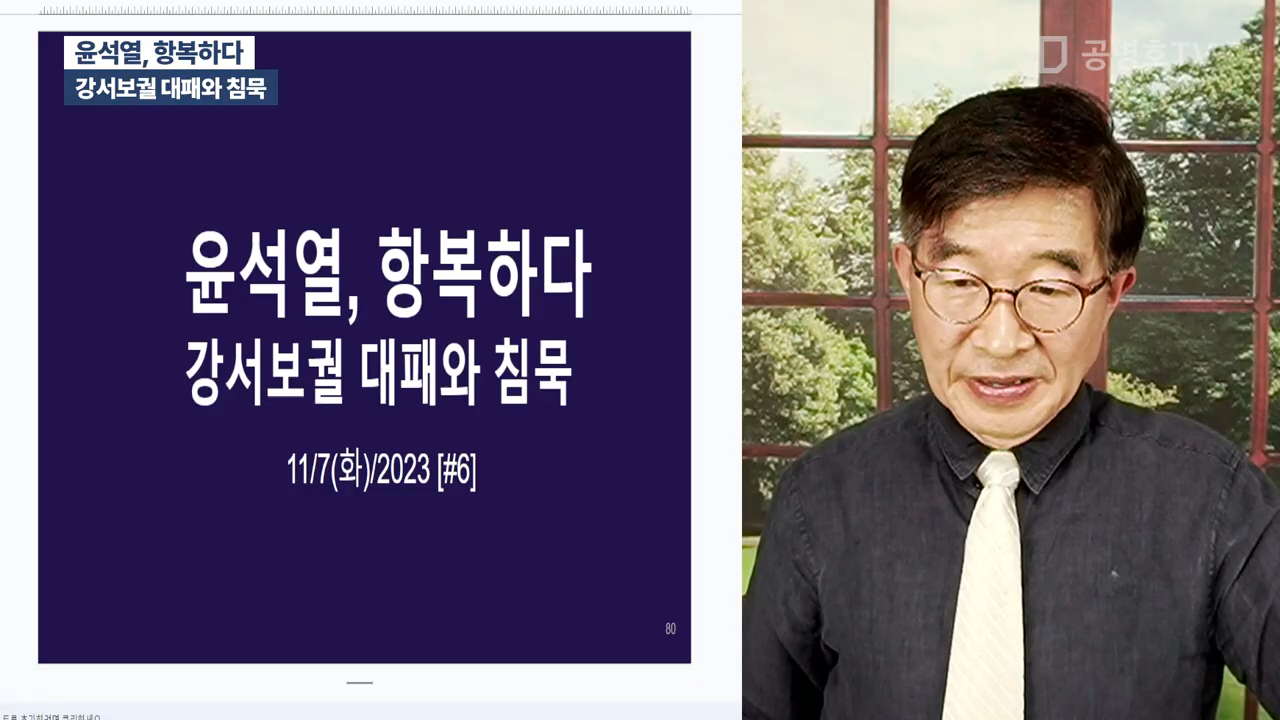 윤석열, 항복하다
강서보궐 대패와 침묵
공병호TV
윤석열, 항복하다
강서보궐 대패와 침묵
11/7(화)/2023 [#6]
80